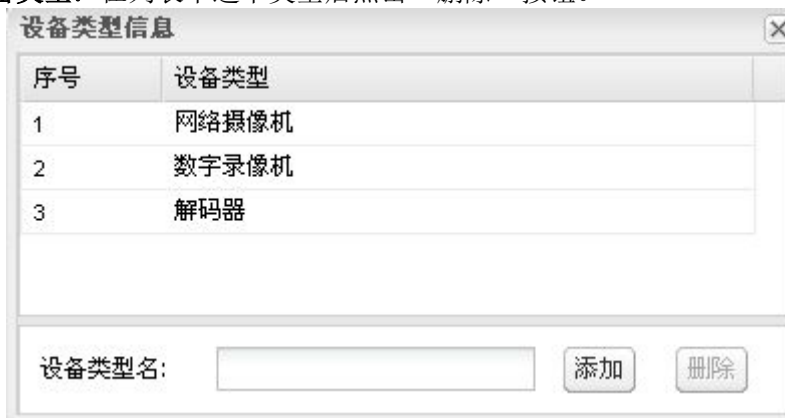 设备类型信息
序号 设备类型
1 网络摄像机
2 数字录像机
3 解码器
设备类型名: 添加 删除